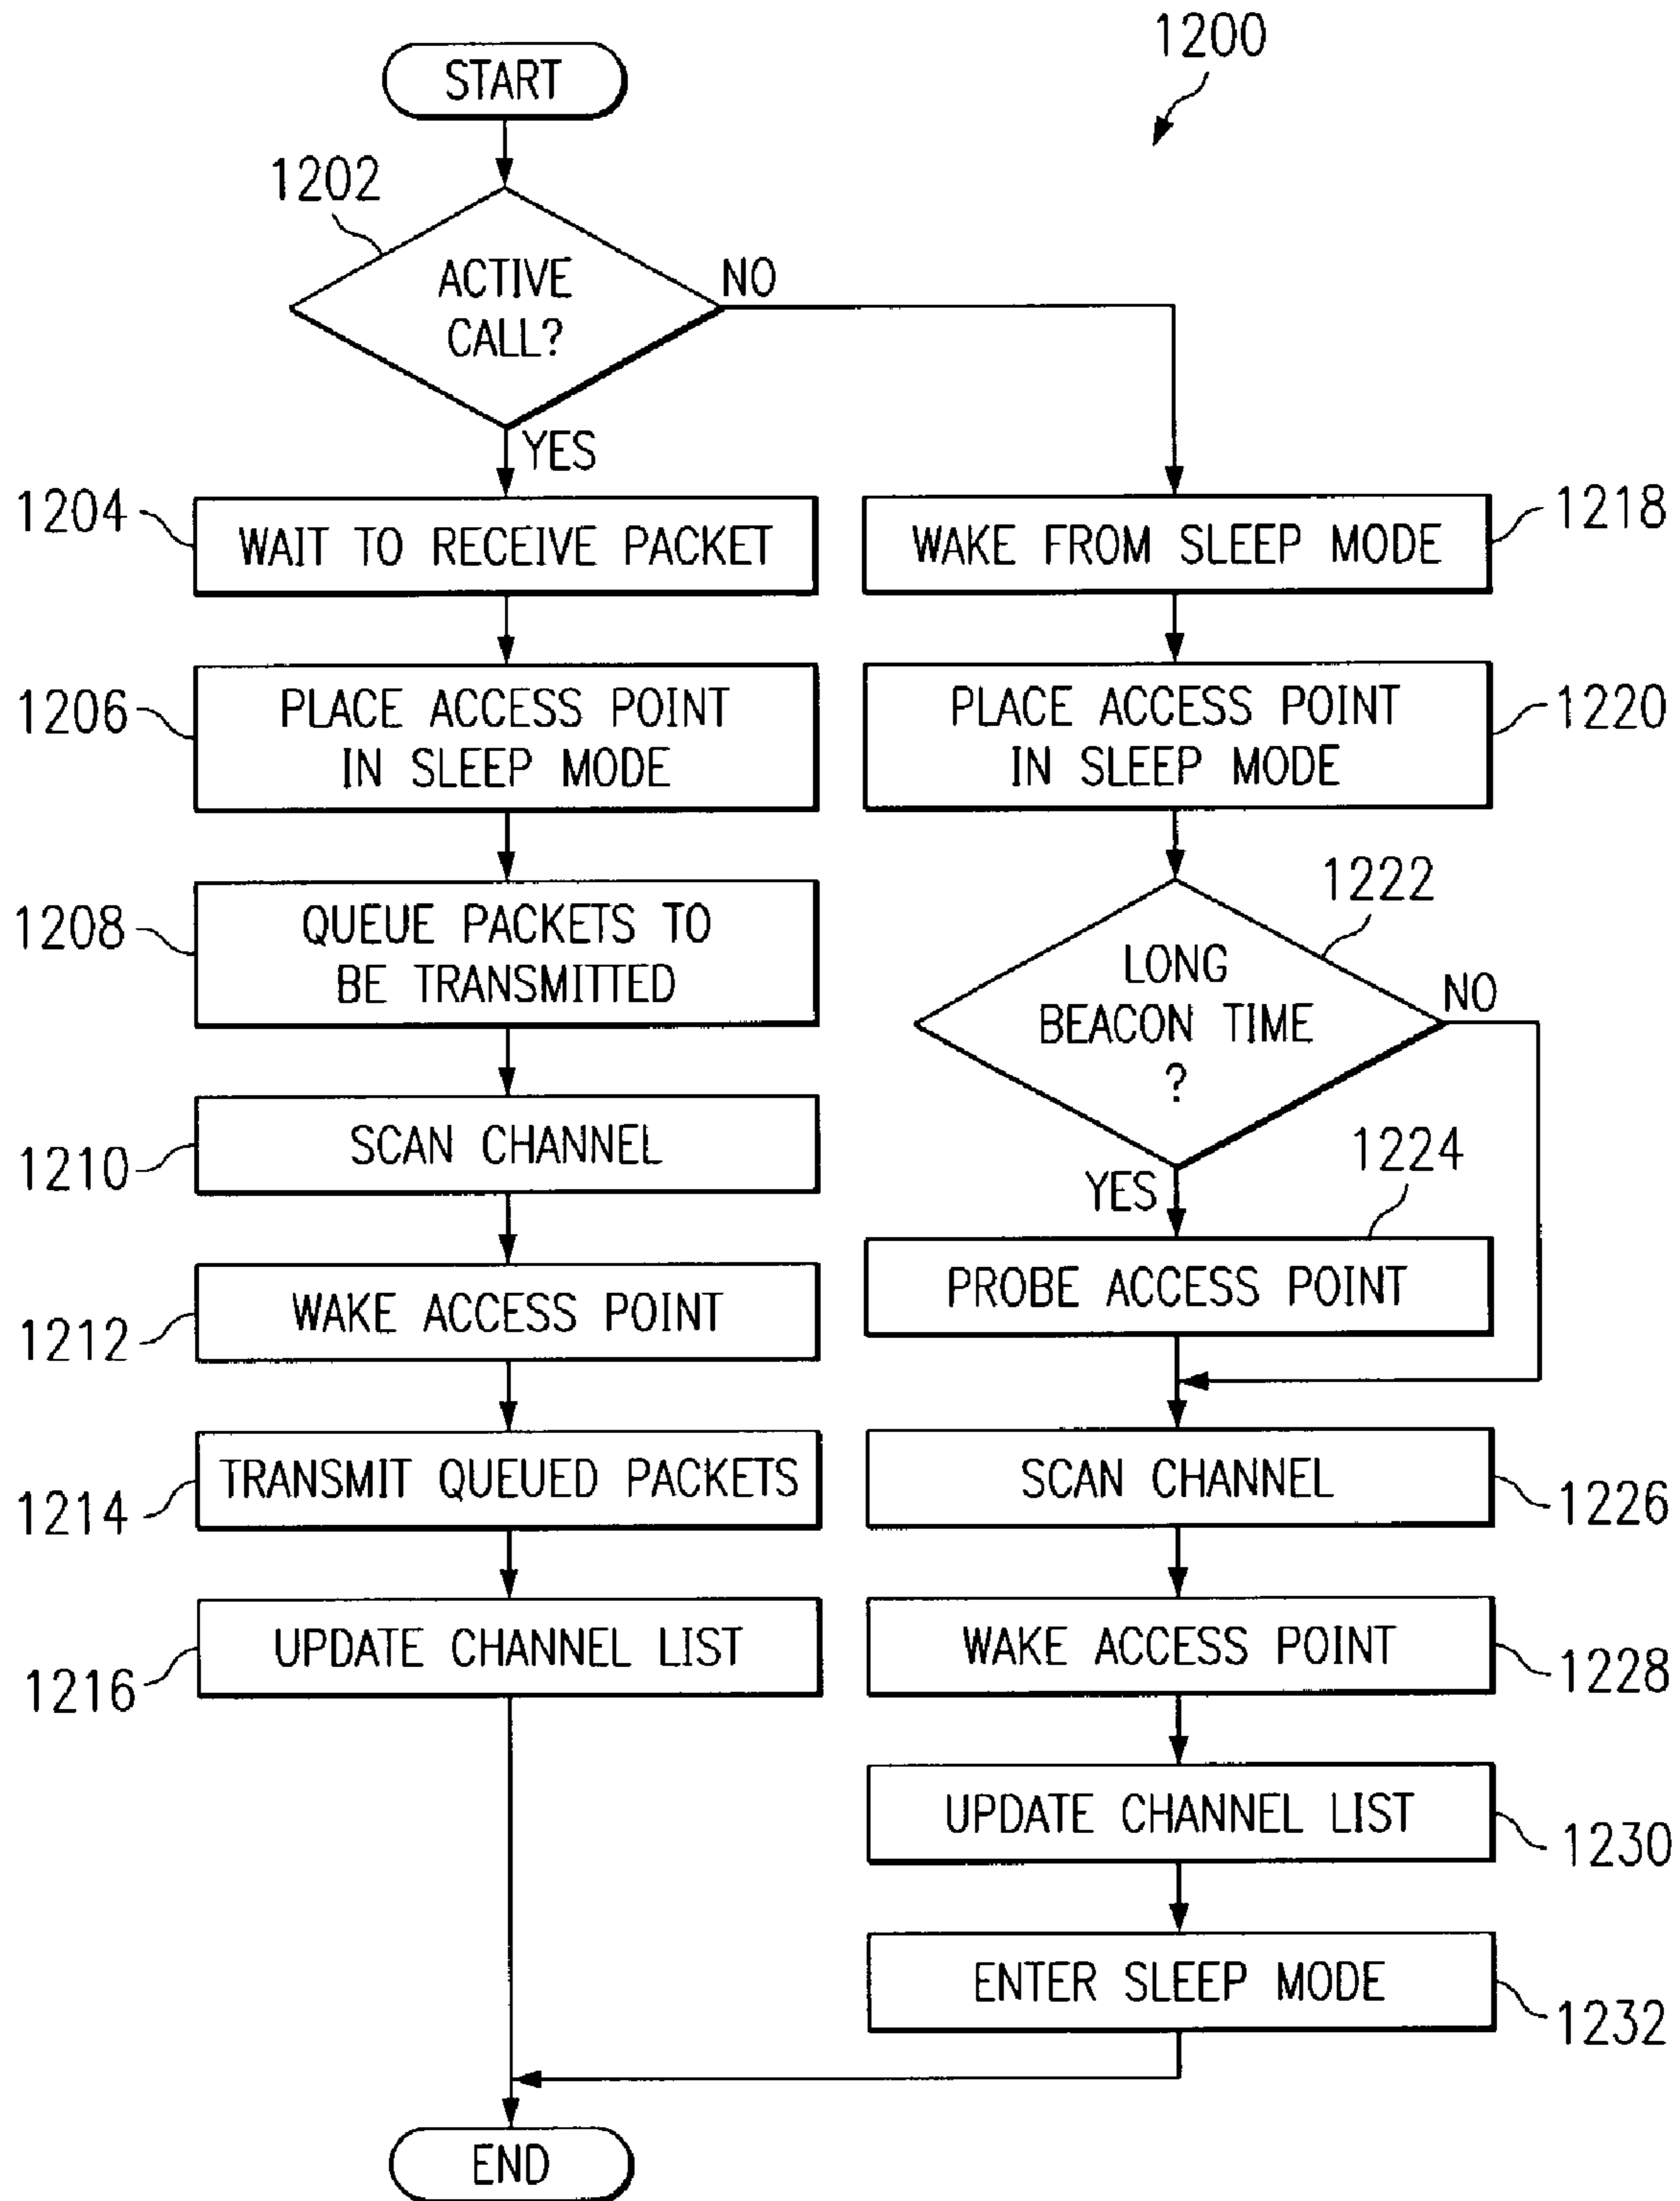 1200
START
1202
ACTIVE
CALL?
NO
YES
1204
WAIT TO RECEIVE PACKET
1206
PLACE ACCESS POINT
IN SLEEP MODE
1208
QUEUE PACKETS TO
BE TRANSMITTED
1210
SCAN CHANNEL
1212
WAKE ACCESS POINT
1214
TRANSMIT QUEUED PACKETS
1216
UPDATE CHANNEL LIST
WAKE FROM SLEEP MODE
1218
PLACE ACCESS POINT
IN SLEEP MODE
1220
1222
LONG
BEACON TIME
?
NO
YES
1224
PROBE ACCESS POINT
SCAN CHANNEL
1226
WAKE ACCESS POINT
1228
UPDATE CHANNEL LIST
1230
ENTER SLEEP MODE
1232
END